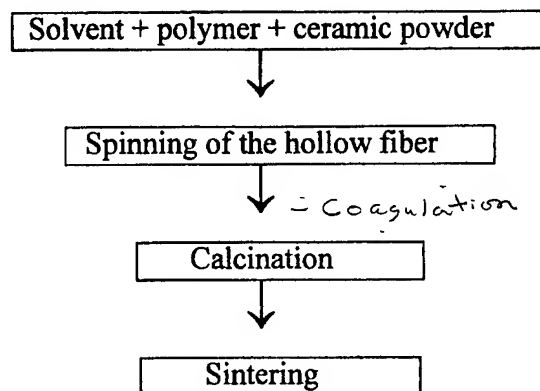 Solvent + polymer + ceramic powder
Spinning of the hollow fiber
- Coagulation
Calcination
Sintering